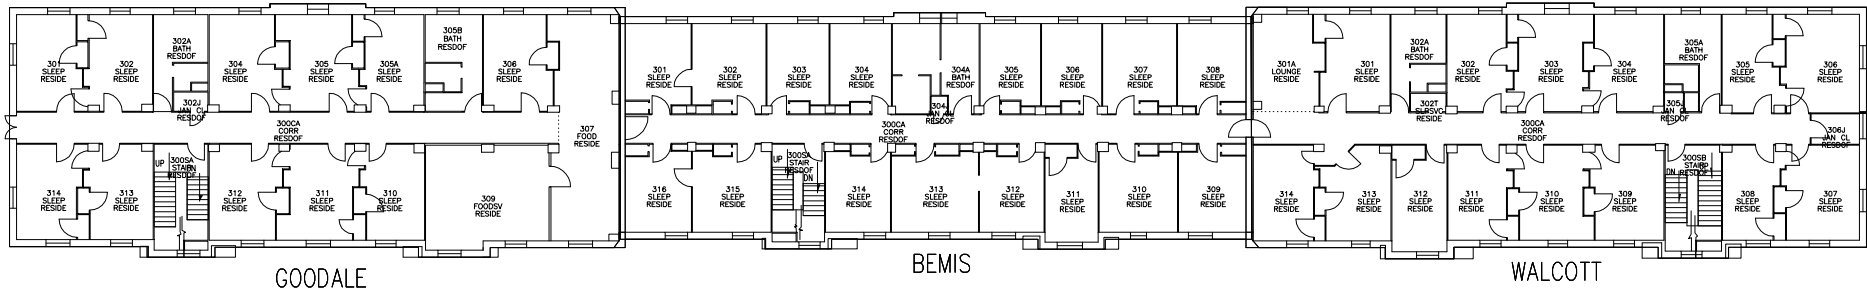 301
SLEEP
RESIDE
302
SLEEP
RESIDE
302A
BATH
RESDOF
302J
JAN CL
RESDOF
304
SLEEP
RESIDE
305
SLEEP
RESIDE
305A
SLEEP
RESIDE
305B
BATH
RESDOF
306
SLEEP
RESIDE
307
FOOD
RESIDE
300CA
CORR
RESDOF
314
SLEEP
RESIDE
313
SLEEP
RESIDE
UP
300SA
STAIR
RESDOF
DN
312
SLEEP
RESIDE
311
SLEEP
RESIDE
310
SLEEP
RESIDE
309
FOODSV
RESIDE
GOODALE
301
SLEEP
RESIDE
302
SLEEP
RESIDE
303
SLEEP
RESIDE
304
SLEEP
RESIDE
304A
BATH
RESDOF
304J
JAN CL
RESDOF
305
SLEEP
RESIDE
306
SLEEP
RESIDE
307
SLEEP
RESIDE
308
SLEEP
RESIDE
300CA
CORR
RESDOF
316
SLEEP
RESIDE
315
SLEEP
RESIDE
UP
300SA
STAIR
RESDOF
DN
314
SLEEP
RESIDE
313
SLEEP
RESIDE
312
SLEEP
RESIDE
311
SLEEP
RESIDE
310
SLEEP
RESIDE
309
SLEEP
RESIDE
BEMIS
301A
LOUNGE
RESIDE
301
SLEEP
RESIDE
302A
BATH
RESDOF
302T
SLRSVC
RESIDE
302
SLEEP
RESIDE
303
SLEEP
RESIDE
304
SLEEP
RESIDE
305A
BATH
RESDOF
305J
JAN CL
RESDOF
305
SLEEP
RESIDE
306
SLEEP
RESIDE
306J
JAN CL
RESDOF
300CA
CORR
RESDOF
314
SLEEP
RESIDE
313
SLEEP
RESIDE
312
SLEEP
RESIDE
311
SLEEP
RESIDE
310
SLEEP
RESIDE
309
SLEEP
RESIDE
300SB
STAIR
RESDOF
UP
DN
308
SLEEP
RESIDE
307
SLEEP
RESIDE
WALCOTT